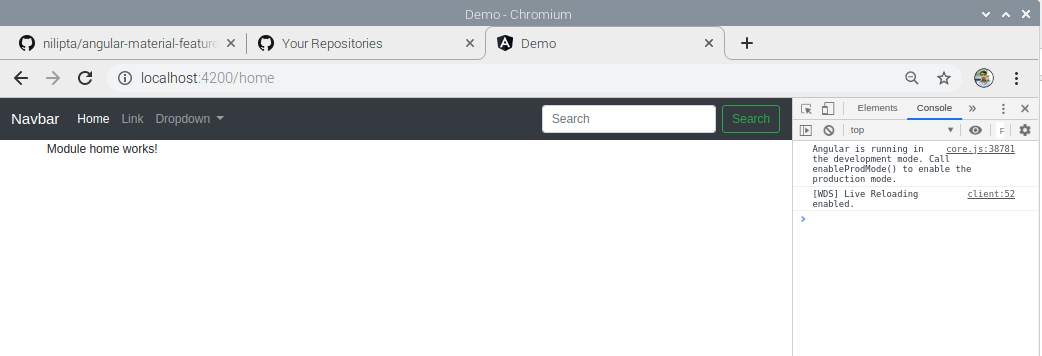 Demo - Chromium
nilipta/angular-material-feature
Your Repositories
Demo
localhost:4200/home
Navbar Home Link Dropdown Search Search
Elements Console
top F
Module home works!
Angular is running in core.js:38781
the development mode. Call
enableProdMode() to enable the
production mode.
[WDS] Live Reloading client:52
enabled.